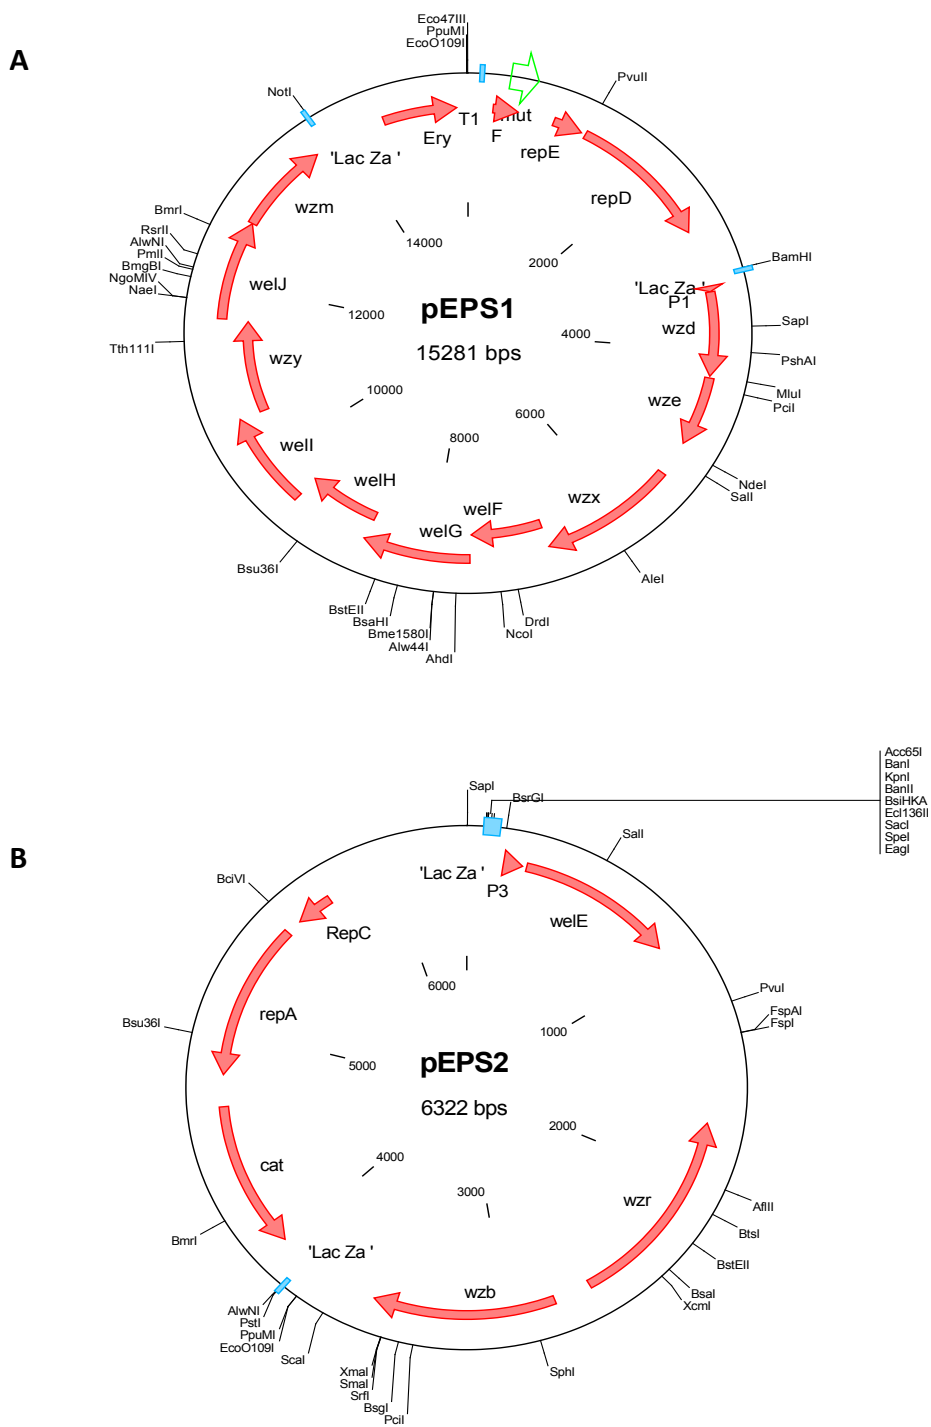 A
Eco47III
PpuMI
EcoO109I
NotI
PvuII
T1
mut
F
Ery
repE
'Lac Za '
repD
wzm
BmrI
RsrII
AlwNI
PmlI
BmgBI
NgoMIV
NaeI
Tth111I
14000
2000
BamHI
'Lac Za '
P1
welJ
12000
pEPS1
15281 bps
4000
wzd
SapI
PshAI
MluI
PciI
wzy
10000
wze
6000
8000
welI
welH
welF
welG
wzx
NdeI
SalI
Bsu36I
AleI
BstEII
BsaHI
Bme1580I
Alw44I
AhdI
DrdI
NcoI
Acc65I
BanI
KpnI
BanII
BsiHKA
Ecl136II
SacI
SpeI
EagI
SapI
BsrGI
B
SalI
'Lac Za '
P3
BciVI
welE
RepC
6000
PvuI
FspAI
FspI
repA
1000
Bsu36I
5000
pEPS2
6322 bps
2000
cat
4000
3000
wzr
AflII
BtsI
BstEII
BsaI
XcmI
BmrI
'Lac Za '
wzb
AlwNI
PstI
PpuMI
EcoO109I
ScaI
XmaI
SmaI
SrfI
BsgI
PciI
SphI